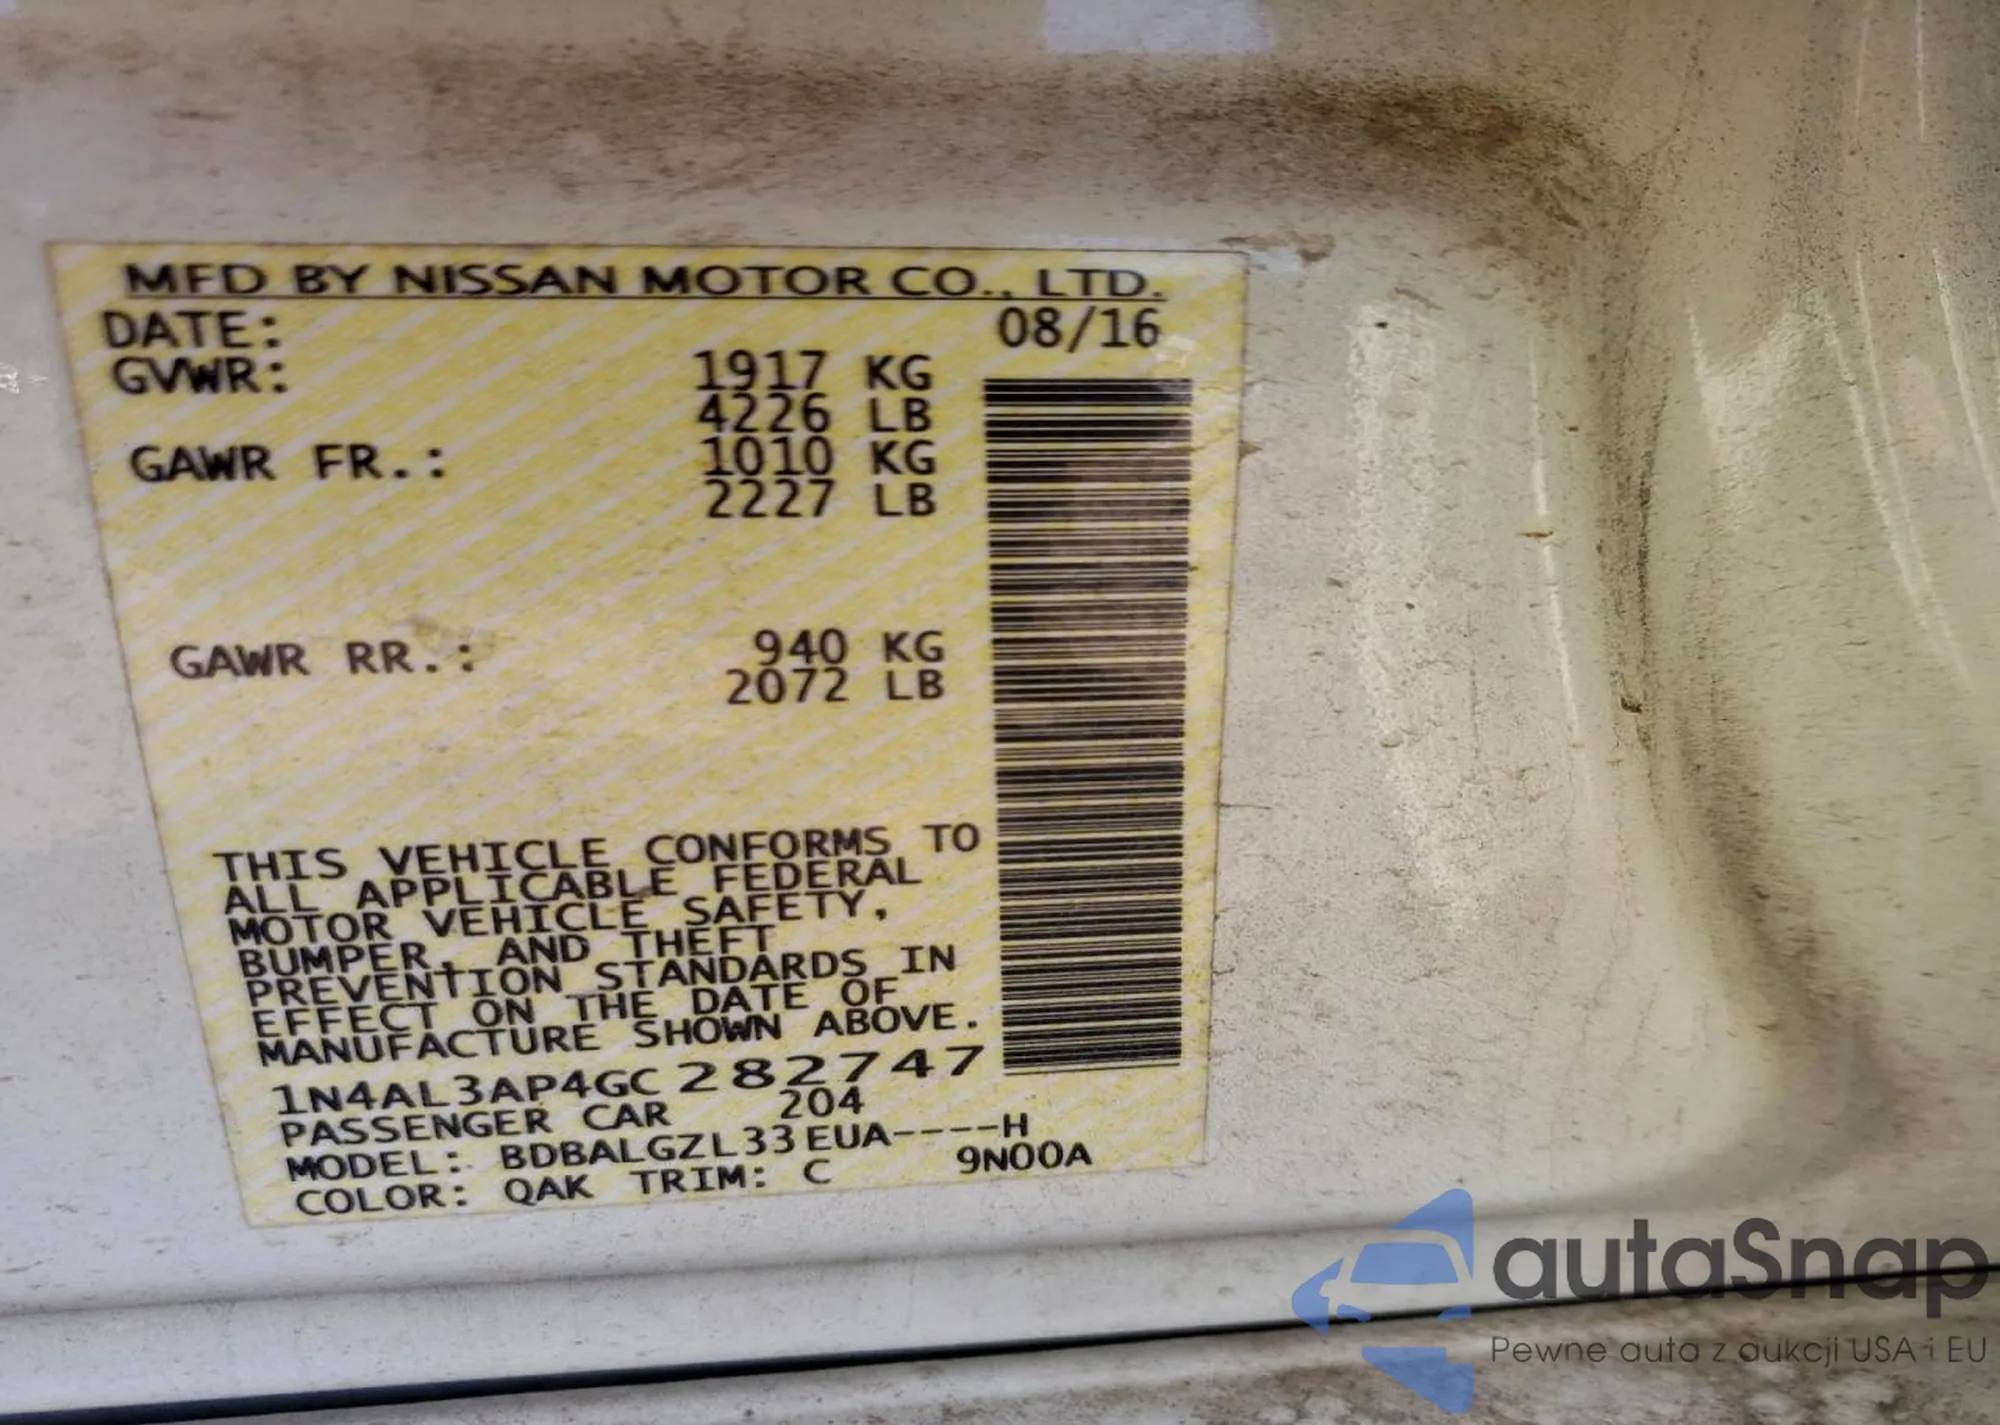 MFD BY NISSAN MOTOR CO., LTD.
DATE: 08/16
GVWR: 1917 KG
4226 LB
GAWR FR.: 1010 KG
2227 LB
GAWR RR.: 940 KG
2072 LB
THIS VEHICLE CONFORMS TO
ALL APPLICABLE FEDERAL
MOTOR VEHICLE SAFETY,
BUMPER, AND THEFT
PREVENTION STANDARDS IN
EFFECT ON THE DATE OF
MANUFACTURE SHOWN ABOVE.
1N4AL3AP4GC282747
PASSENGER CAR 204
MODEL: BDBALGZL33EUA----H
COLOR: QAK TRIM: C 9N00A
autaSnap
Pewne auta z aukcji USA i EU